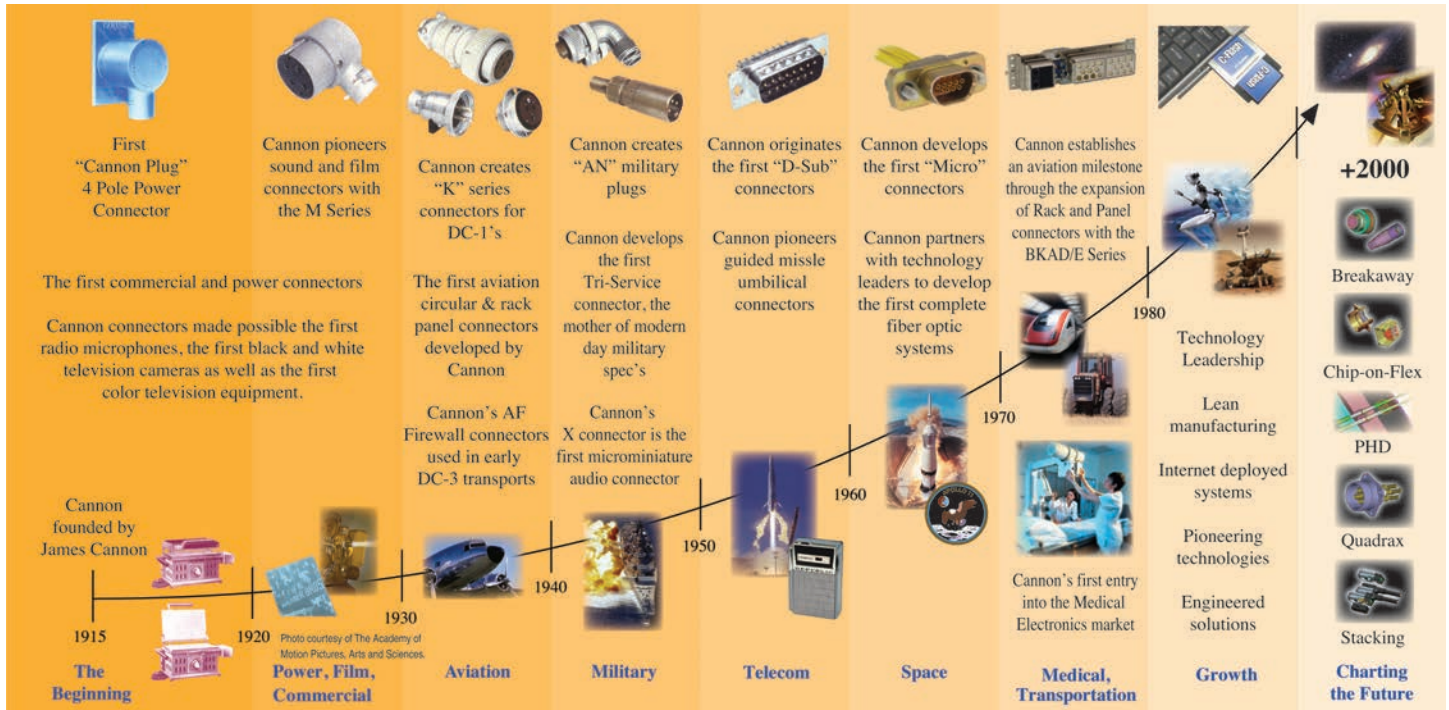 First
“Cannon Plug”
4 Pole Power
Connector
The first commercial and power connectors
Cannon connectors made possible the first
radio microphones, the first black and white
television cameras as well as the first
color television equipment.
Cannon
founded by
James Cannon
1915
The
Beginning
Cannon pioneers
sound and film
connectors with
the M Series
1920
Photo courtesy of The Academy of
Motion Pictures, Arts and Sciences.
Power, Film,
Commercial
Cannon creates
“K” series
connectors for
DC-1’s
The first aviation
circular & rack
panel connectors
developed by
Cannon
Cannon’s AF
Firewall connectors
used in early
DC-3 transports
1930
Aviation
Cannon creates
“AN” military
plugs
Cannon develops
the first
Tri-Service
connector, the
mother of modern
day military
spec’s
Cannon’s
X connector is the
first microminiature
audio connector
1940
Military
Cannon originates
the first “D-Sub”
connectors
Cannon pioneers
guided missle
umbilical
connectors
1950
Telecom
Cannon develops
the first “Micro”
connectors
Cannon partners
with technology
leaders to develop
the first complete
fiber optic
systems
1960
Space
Cannon establishes
an aviation milestone
through the expansion
of Rack and Panel
connectors with the
BKAD/E Series
1970
Cannon’s first entry
into the Medical
Electronics market
Medical,
Transportation
C-Flash
1980
Technology
Leadership
Lean
manufacturing
Internet deployed
systems
Pioneering
technologies
Engineered
solutions
Growth
+2000
Breakaway
Chip-on-Flex
PHD
Quadrax
Stacking
Charting
the Future